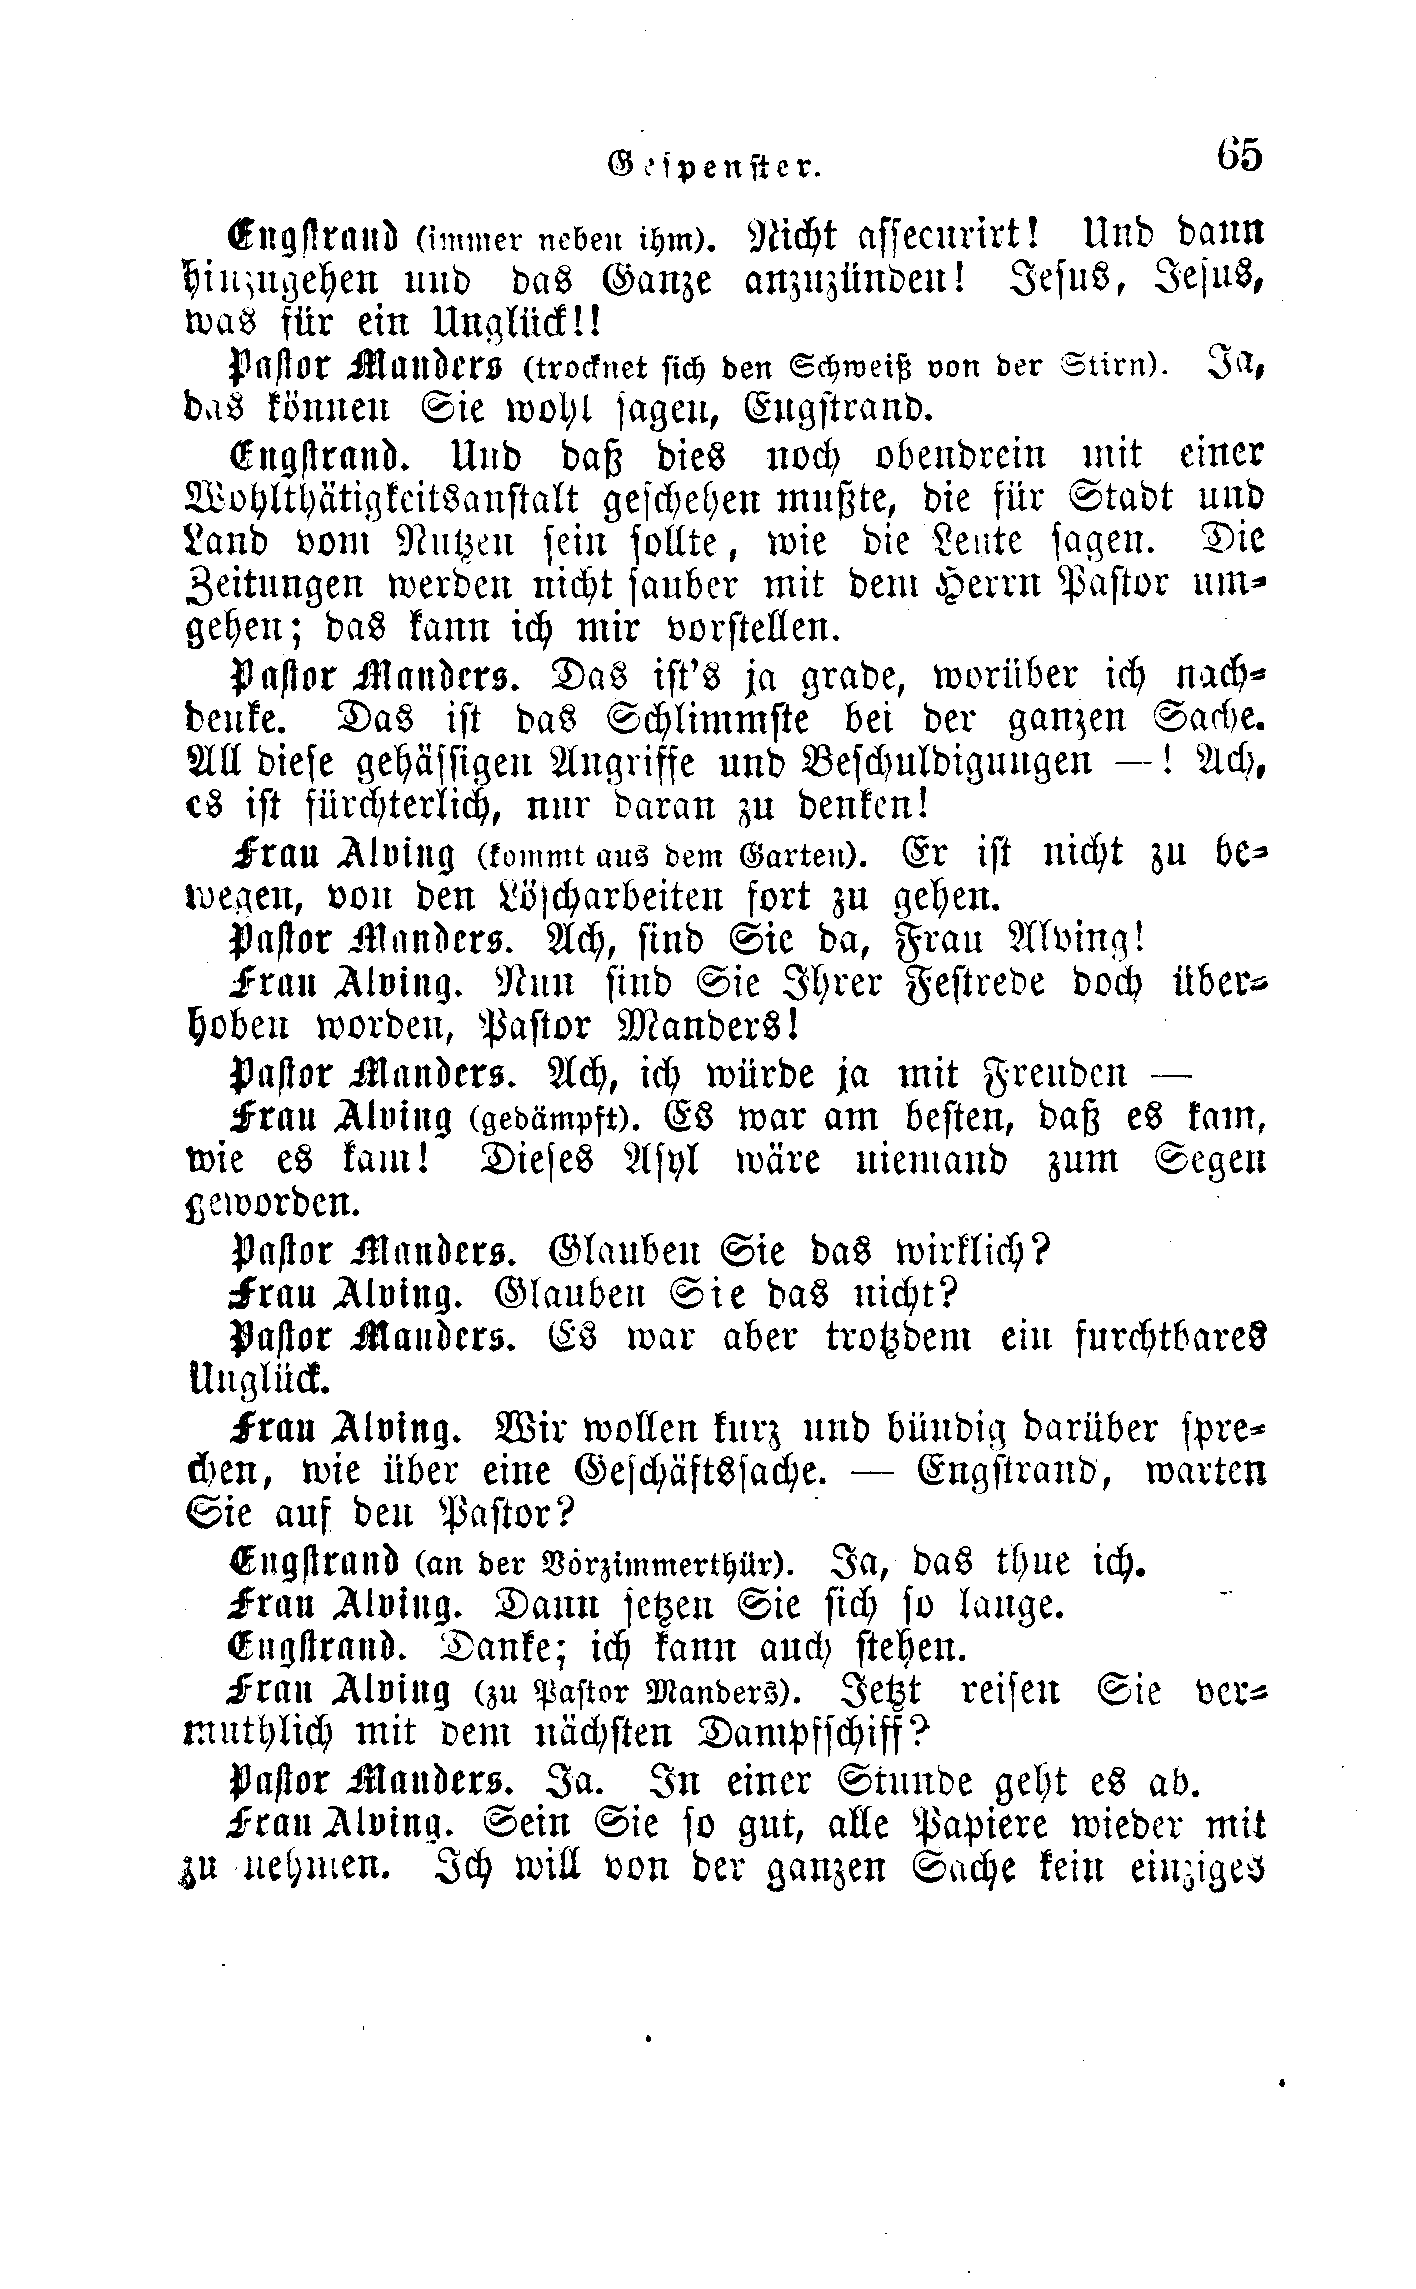 Gespenster. 65
Engstrand (immer neben ihm). Nicht assecurirt! Und dann
hinzugehen und das Ganze anzuzünden! Jesus, Jesus,
was für ein Unglück!!
Pastor Manders (trocknet sich den Schweiß von der Stirn). Ja,
das können Sie wohl sagen, Engstrand.
Engstrand. Und daß dies noch obendrein mit einer
Wohlthätigkeitsanstalt geschehen mußte, die für Stadt und
Land vom Nutzen sein sollte, wie die Leute sagen. Die
Zeitungen werden nicht sauber mit dem Herrn Pastor um-
gehen; das kann ich mir vorstellen.
Pastor Manders. Das ist's ja grade, worüber ich nach-
denke. Das ist das Schlimmste bei der ganzen Sache.
All diese gehässigen Angriffe und Beschuldigungen —! Ach,
es ist fürchterlich, nur daran zu denken!
Frau Alving (kommt aus dem Garten). Er ist nicht zu be-
wegen, von den Löscharbeiten fort zu gehen.
Pastor Manders. Ach, sind Sie da, Frau Alving!
Frau Alving. Nun sind Sie Ihrer Festrede doch über-
hoben worden, Pastor Manders!
Pastor Manders. Ach, ich würde ja mit Freuden —
Frau Alving (gedämpft). Es war am besten, daß es kam,
wie es kam! Dieses Asyl wäre niemand zum Segen
geworden.
Pastor Manders. Glauben Sie das wirklich?
Frau Alving. Glauben Sie das nicht?
Pastor Manders. Es war aber trotzdem ein furchtbares
Unglück.
Frau Alving. Wir wollen kurz und bündig darüber spre-
chen, wie über eine Geschäftssache. — Engstrand, warten
Sie auf den Pastor?
Engstrand (an der Vorzimmerthür). Ja, das thue ich.
Frau Alving. Dann setzen Sie sich so lange.
Engstrand. Danke; ich kann auch stehen.
Frau Alving (zu Pastor Manders). Jetzt reisen Sie ver-
muthlich mit dem nächsten Dampfschiff?
Pastor Manders. Ja. In einer Stunde geht es ab.
Frau Alving. Sein Sie so gut, alle Papiere wieder mit
zu nehmen. Ich will von der ganzen Sache kein einziges